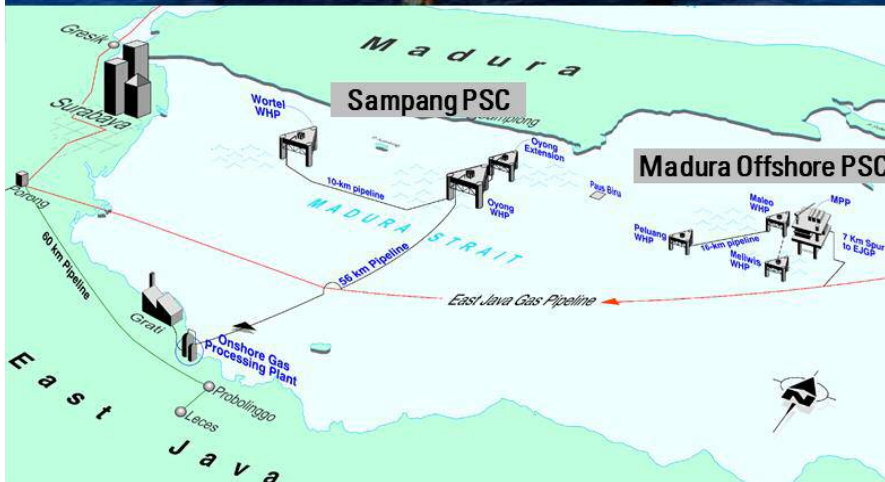 Gresik
Madura
Surabaya
Sampang PSC
Wortel
WHP
Oyong
Extension
Madura Offshore PSC
10-km pipeline
Oyong
WHP
Paus Biru
Maleo
WHP
MPP
Peluang
WHP
16-km pipeline
7 Km Spur
to EJGP
Meliwis
WHP
Porong
MADURA STRAIT
60 km Pipeline
56 km Pipeline
East Java Gas Pipeline
Grati
Onshore Gas
Processing Plant
Probolinggo
Leces
East Java